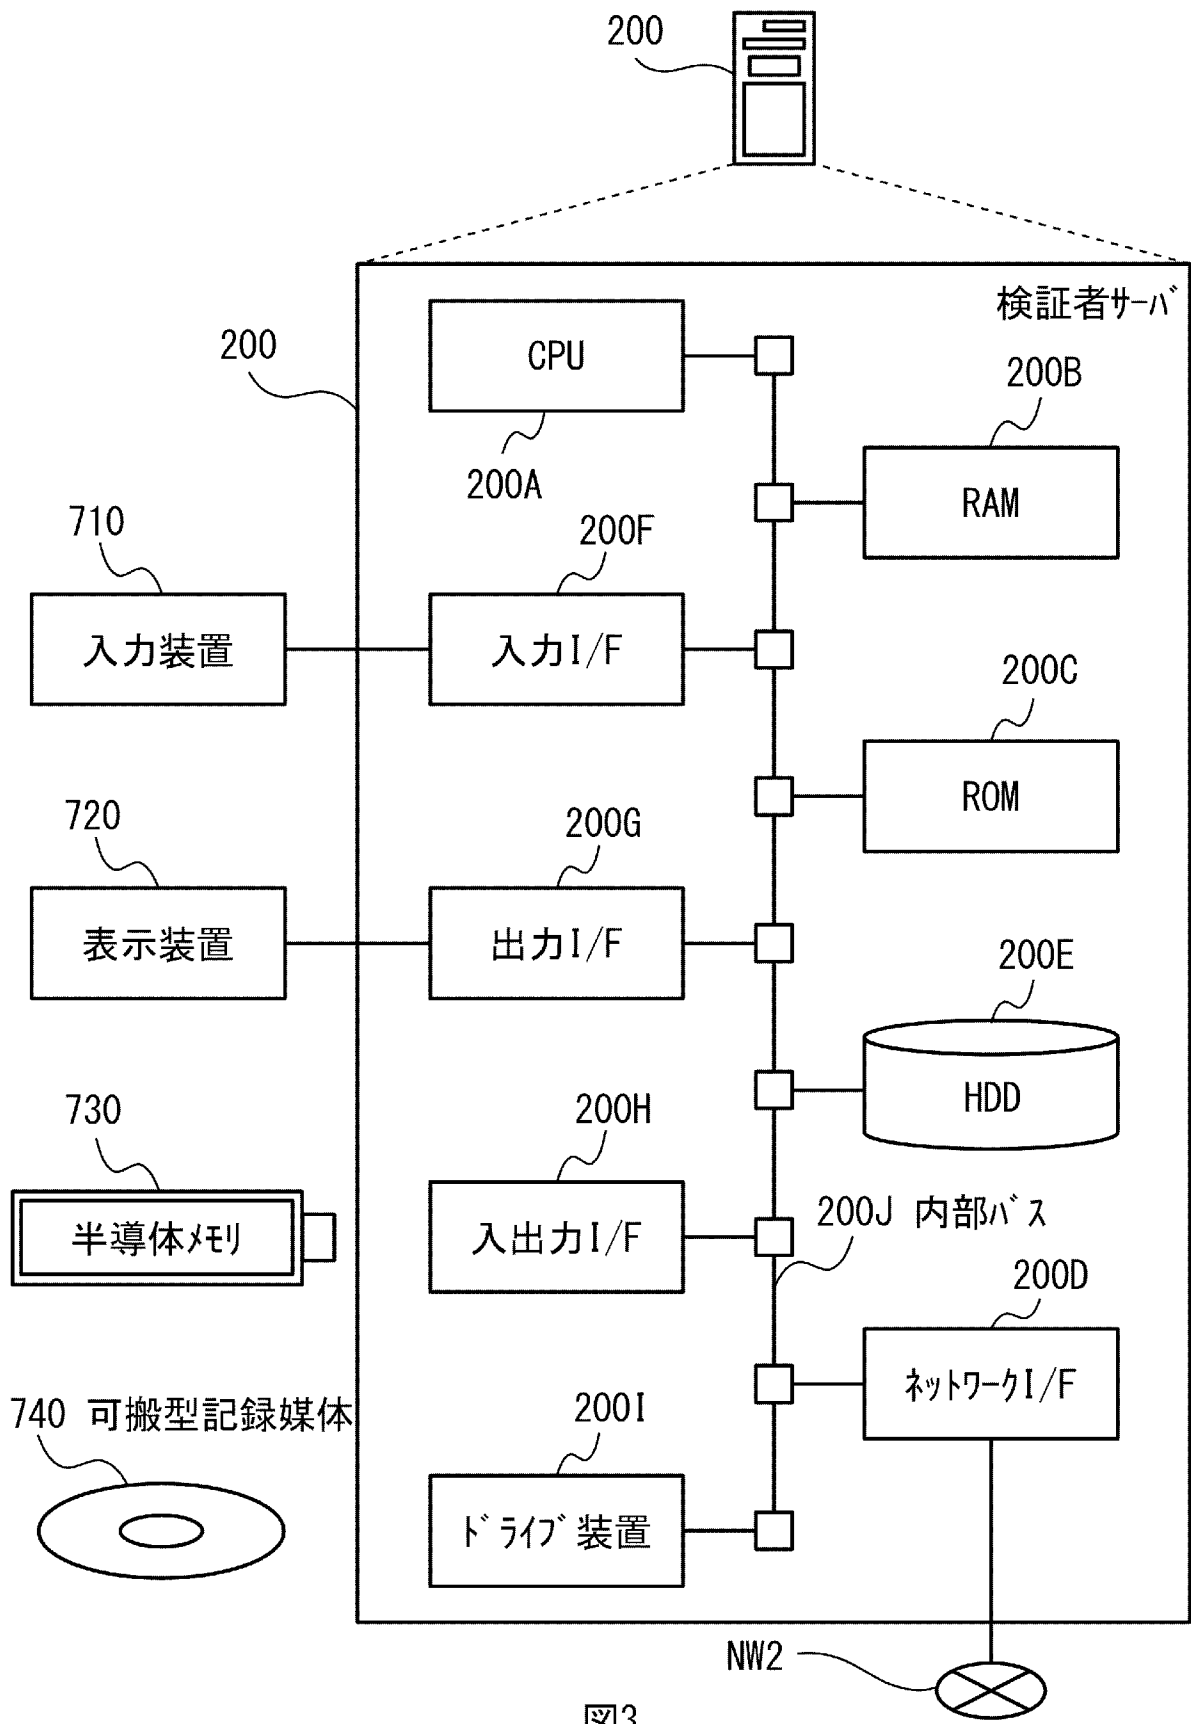 200
検証者ｻｰﾊﾞ
200
CPU
200A
200B
RAM
710
入力装置
200F
入力I/F
200C
ROM
720
表示装置
200G
出力I/F
200E
HDD
730
半導体ﾒﾓﾘ
200H
入出力I/F
200J 内部ﾊﾞｽ
200D
ﾈｯﾄﾜｰｸI/F
740 可搬型記録媒体
200I
ﾄﾞﾗｲﾌﾞ装置
NW2
図3